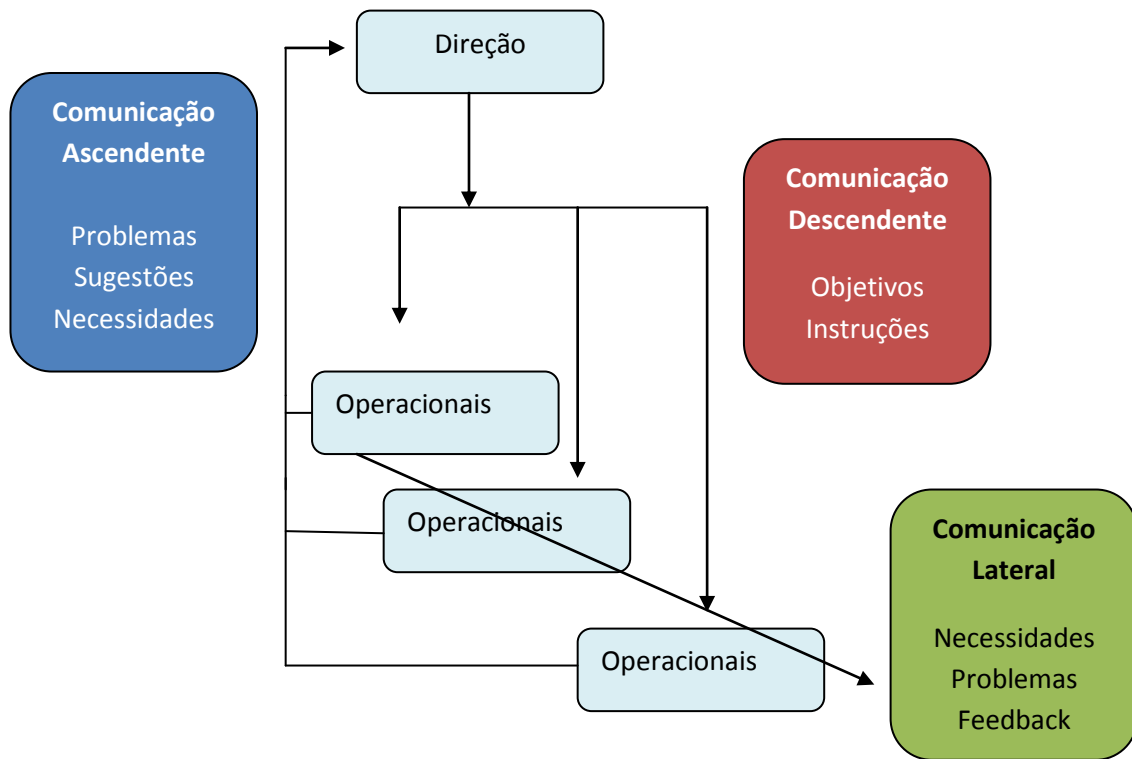 Direção
Comunicação
Ascendente
Problemas
Sugestões
Necessidades
Comunicação
Descendente
Objetivos
Instruções
Operacionais
Operacionais
Operacionais
Comunicação
Lateral
Necessidades
Problemas
Feedback